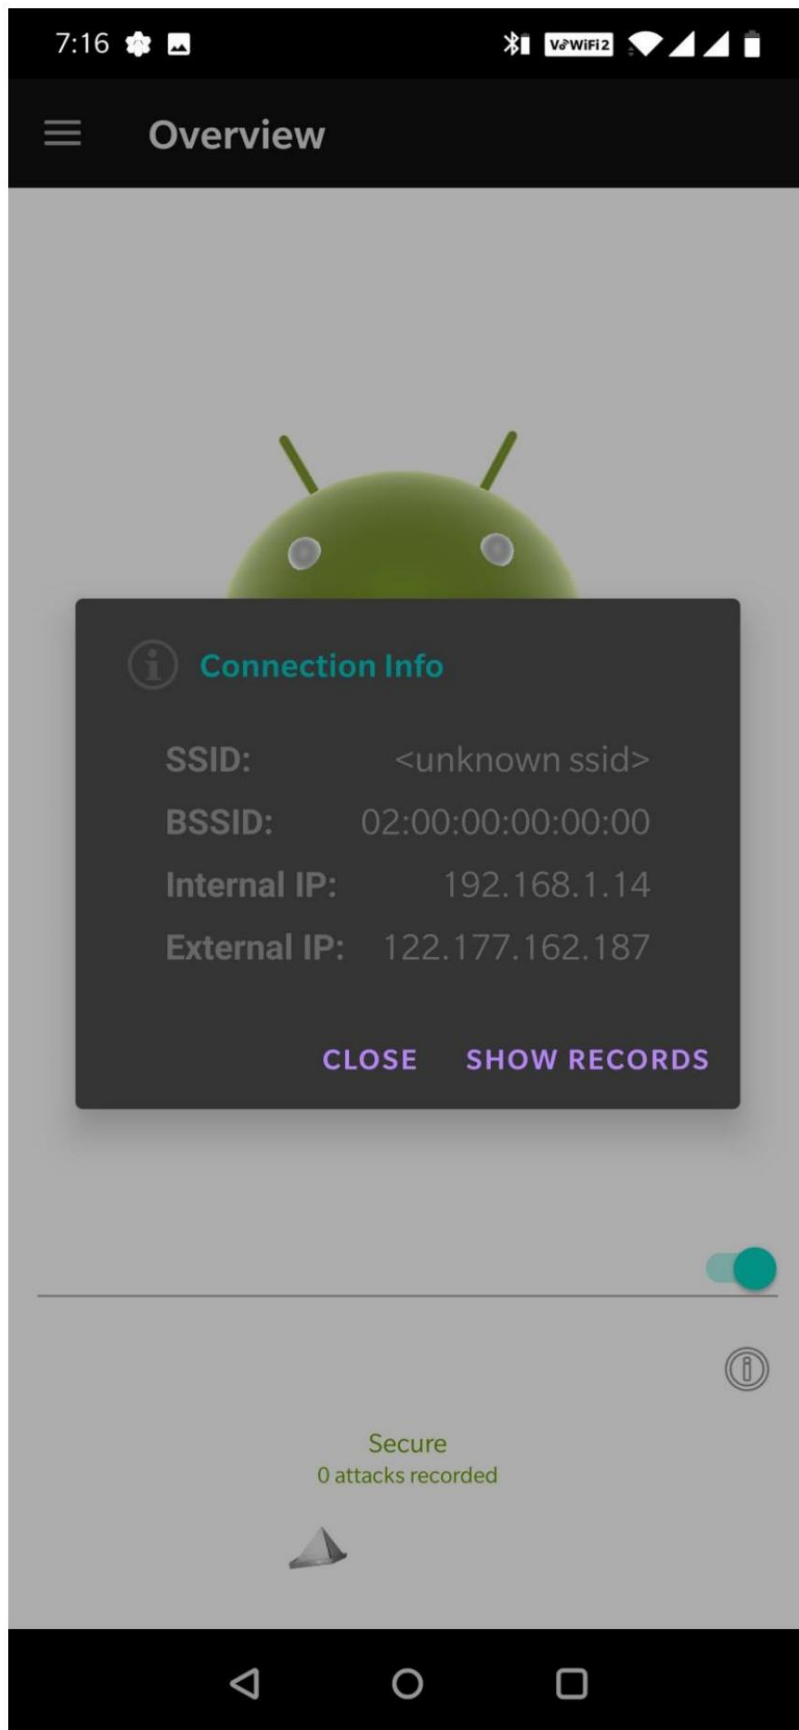 7:16 VoWiFi2
Overview
Connection Info
SSID: <unknown ssid>
BSSID: 02:00:00:00:00:00
Internal IP: 192.168.1.14
External IP: 122.177.162.187
CLOSE SHOW RECORDS
Secure
0 attacks recorded